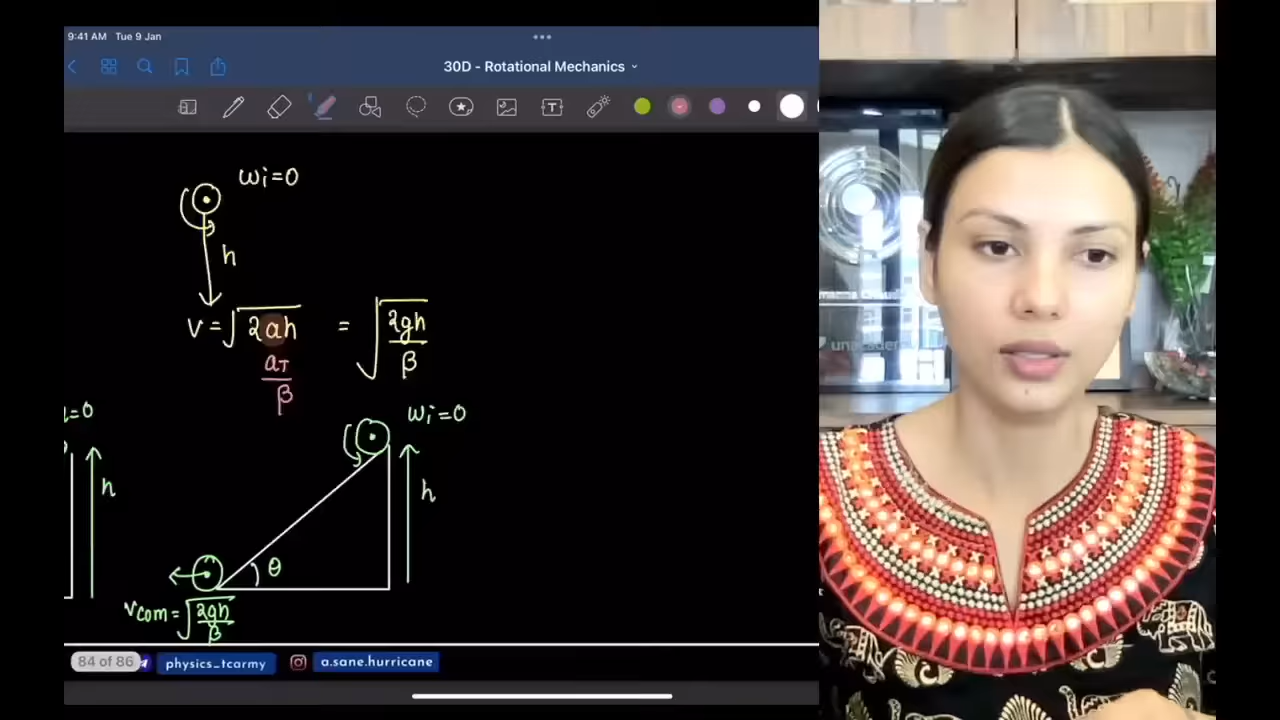 9:41 AM Tue 9 Jan
30D - Rotational Mechanics
ωi=0
h
v = √2ah = √2gh/β
aT/β
=0
ωi=0
h
h
θ
vcom = √2gh/β
84 of 86
physics_tcarmy
a.sane.hurricane